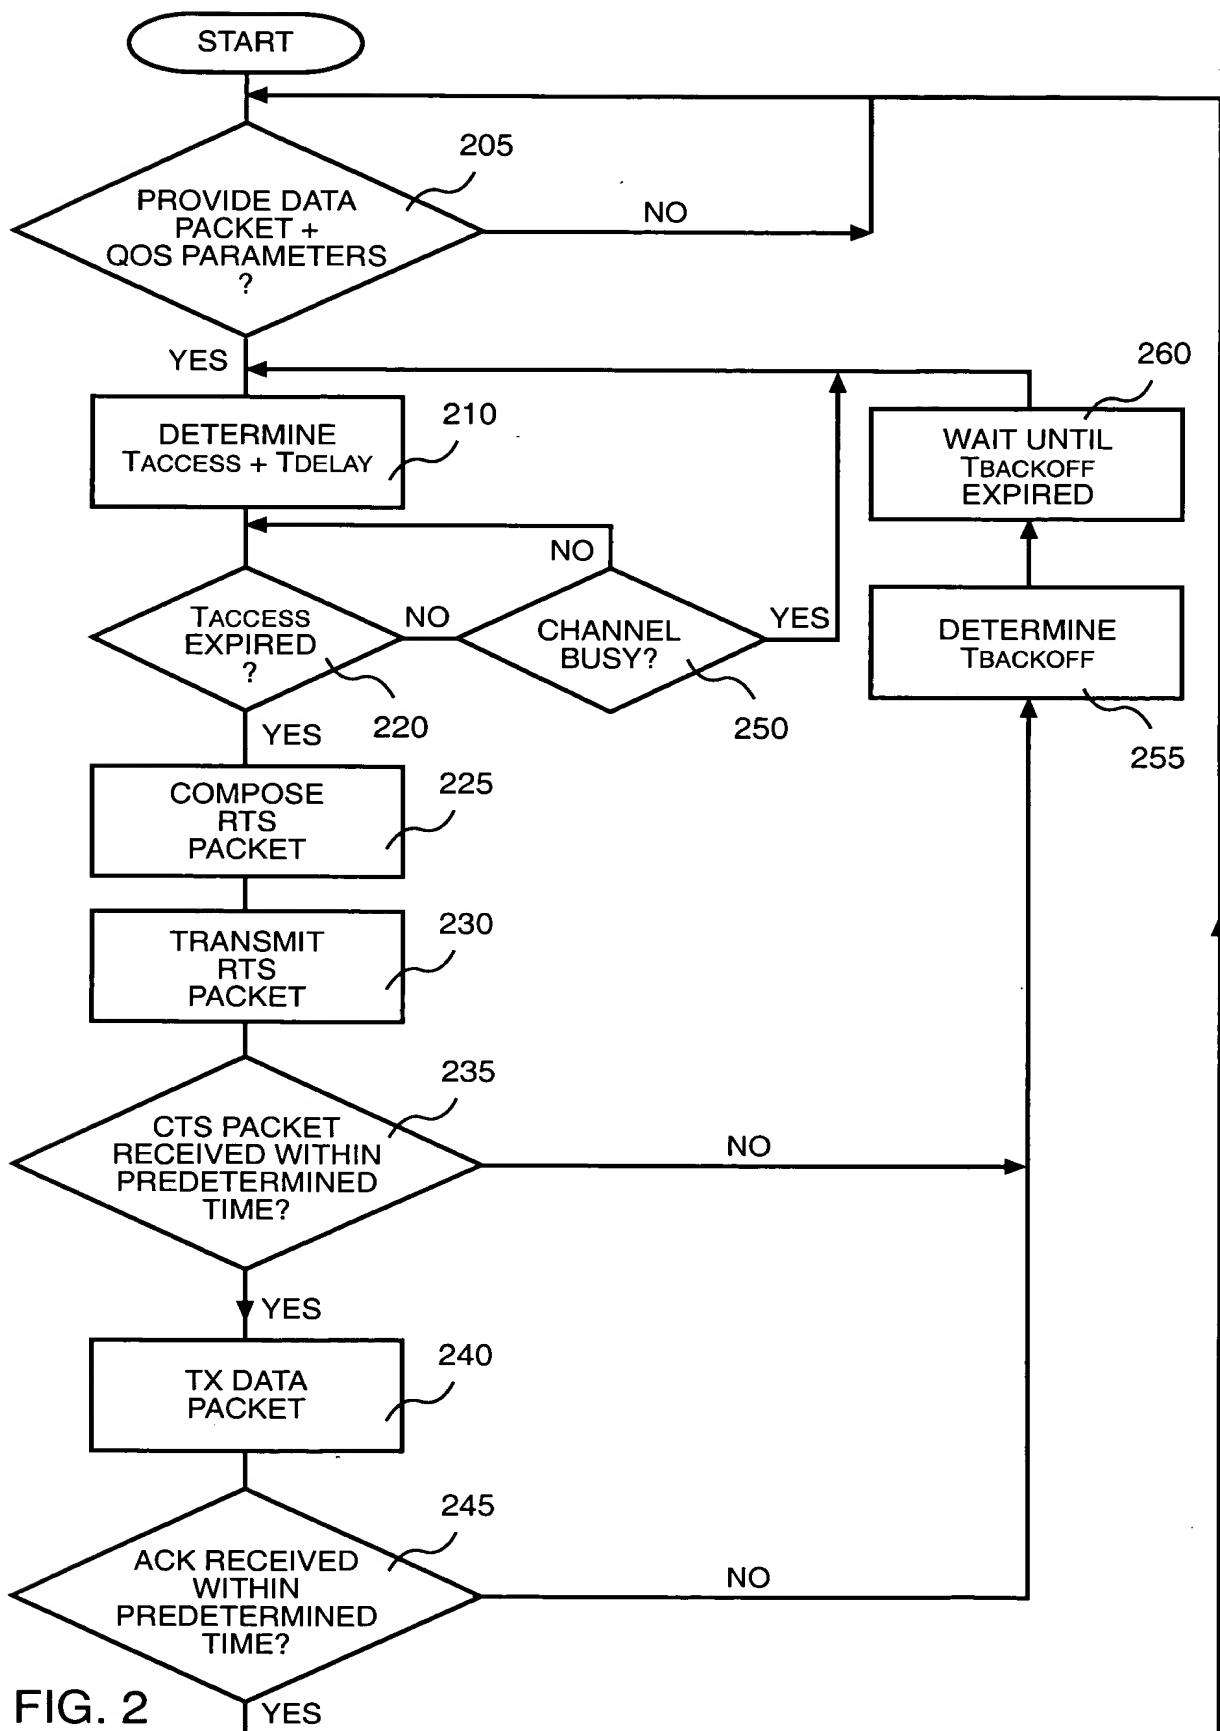 START
205
PROVIDE DATA
PACKET +
QOS PARAMETERS
?
NO
YES
260
210
DETERMINE
TACCESS + TDELAY
WAIT UNTIL
TBACKOFF
EXPIRED
NO
TACCESS
EXPIRED
?
NO
CHANNEL
BUSY?
YES
DETERMINE
TBACKOFF
220
250
255
YES
225
COMPOSE
RTS
PACKET
230
TRANSMIT
RTS
PACKET
235
CTS PACKET
RECEIVED WITHIN
PREDETERMINED
TIME?
NO
YES
240
TX DATA
PACKET
245
ACK RECEIVED
WITHIN
PREDETERMINED
TIME?
NO
FIG. 2
YES